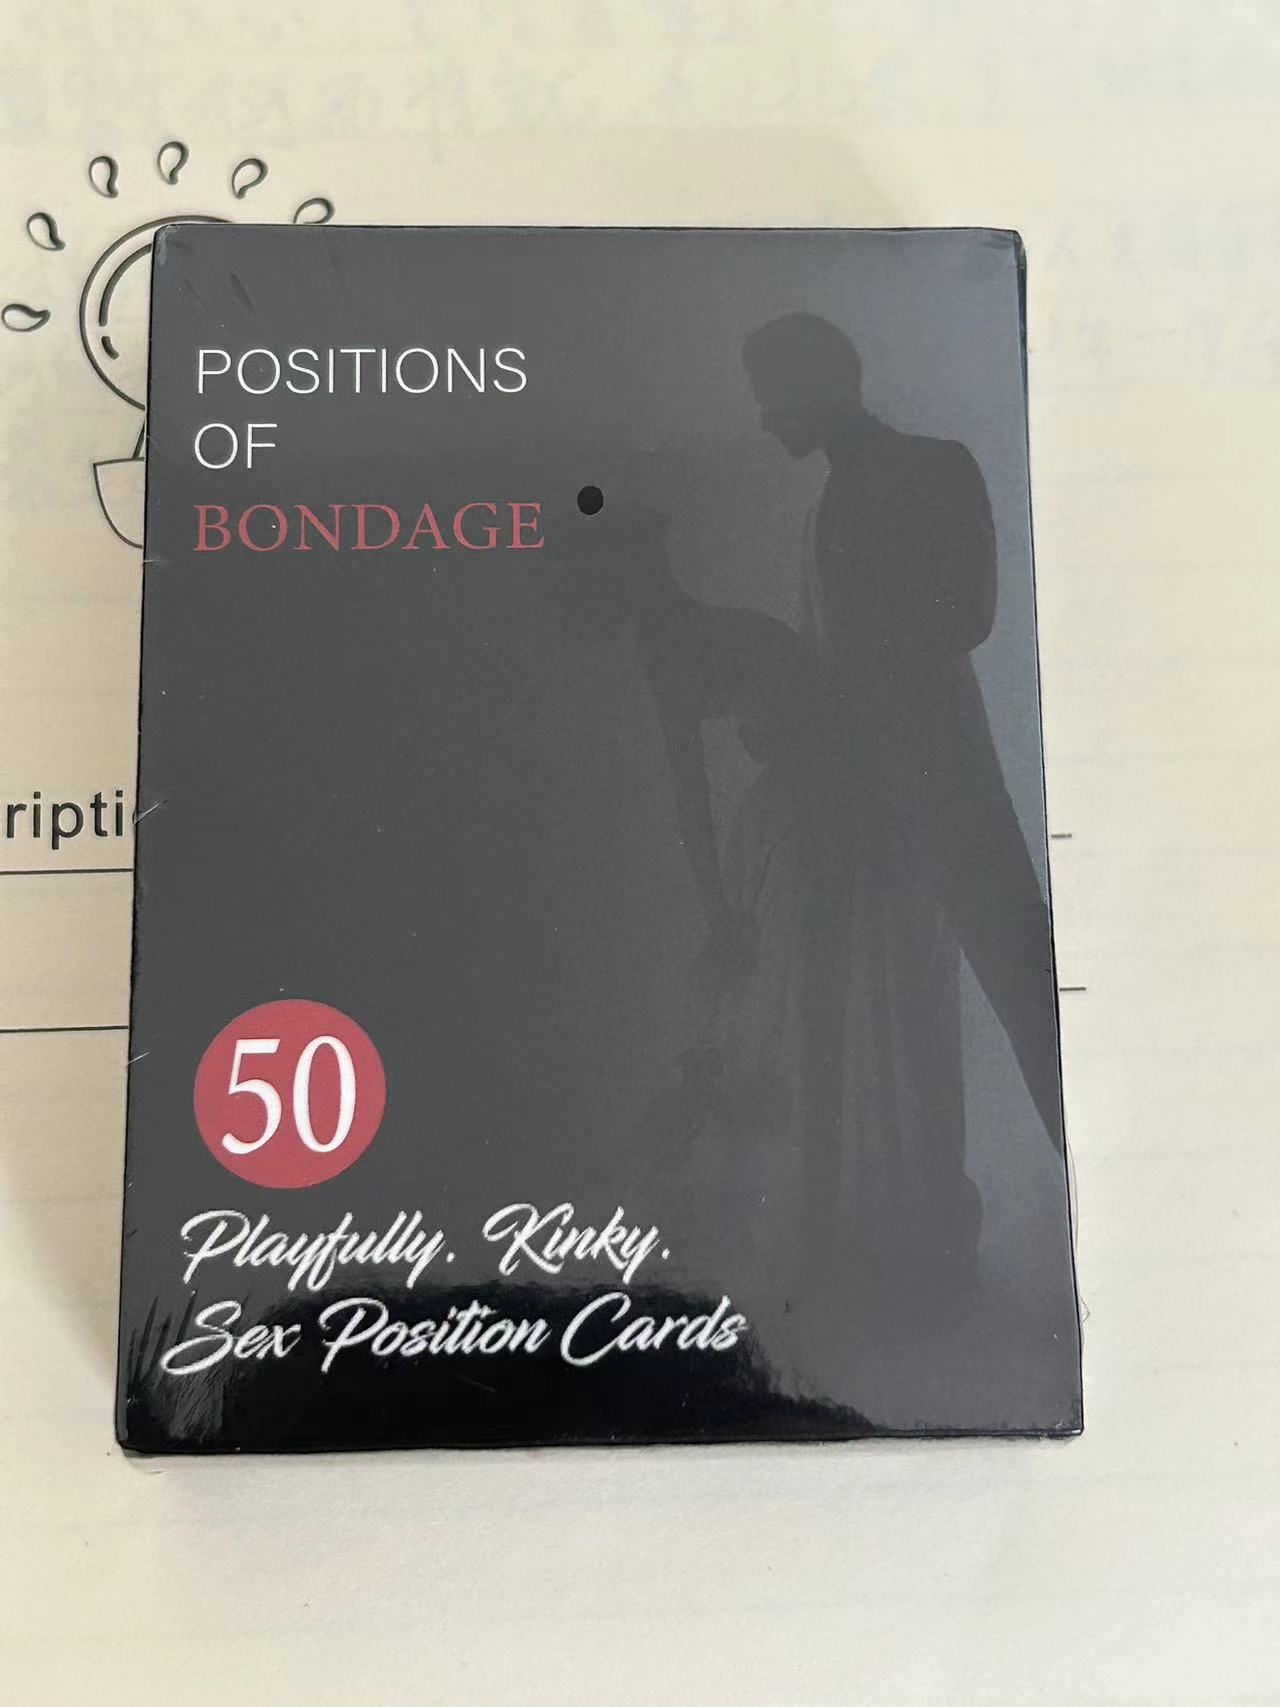 POSITIONS
OF
BONDAGE
ripti
50
Playfully. Kinky.
Sex Position Cards